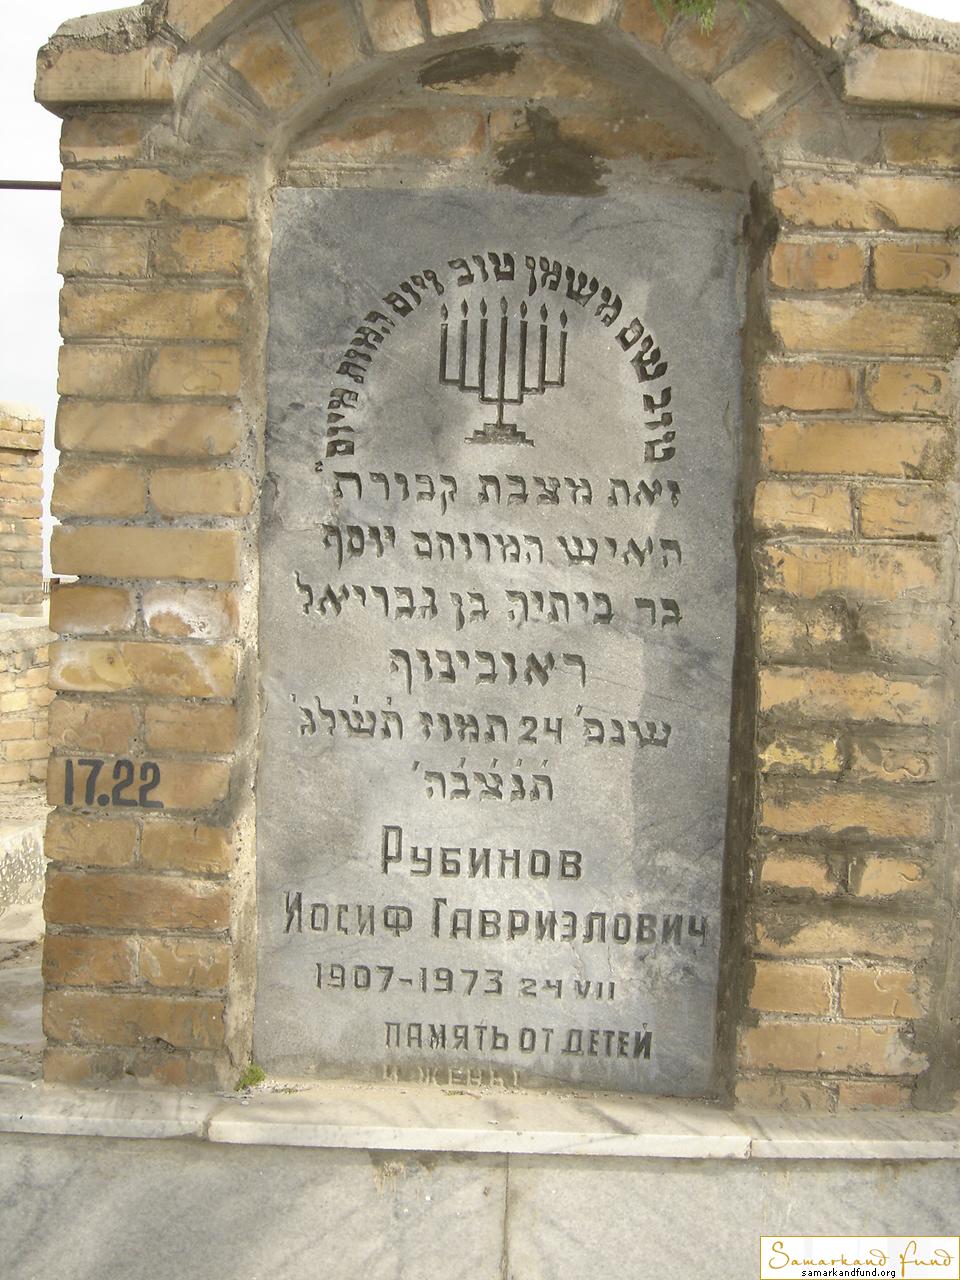 טוב שם משמן טוב ויום המות מיום
זאת מצבת קבורת
האיש המרוחם יוסף
בר ביתיה בן גבריאל
ראובינוף
שנס׳ 24 תמוז תשלג
תנצבה
17.22
Рубинов
Иосиф Гавриэлович
1907-1973 24 VII
память от детей
и жены
Samarkand fund
samarkandfund.org